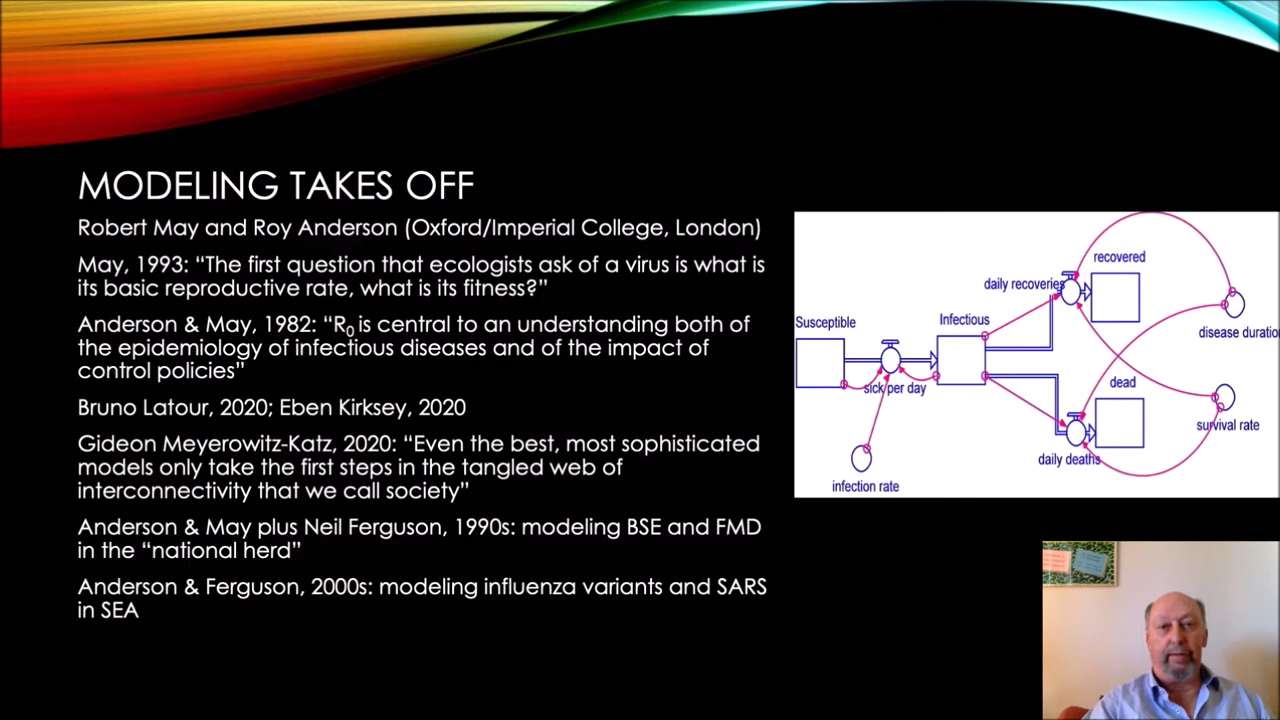 MODELING TAKES OFF
Robert May and Roy Anderson (Oxford/Imperial College, London)
May, 1993: “The first question that ecologists ask of a virus is what is
its basic reproductive rate, what is its fitness?”
Anderson & May, 1982: “R0 is central to an understanding both of
the epidemiology of infectious diseases and of the impact of
control policies”
Bruno Latour, 2020; Eben Kirksey, 2020
Gideon Meyerowitz-Katz, 2020: “Even the best, most sophisticated
models only take the first steps in the tangled web of
interconnectivity that we call society”
Anderson & May plus Neil Ferguson, 1990s: modeling BSE and FMD
in the “national herd”
Anderson & Ferguson, 2000s: modeling influenza variants and SARS
in SEA
recovered
daily recoveries
Susceptible
Infectious
disease duratio
sick per day
dead
survival rate
daily deaths
infection rate